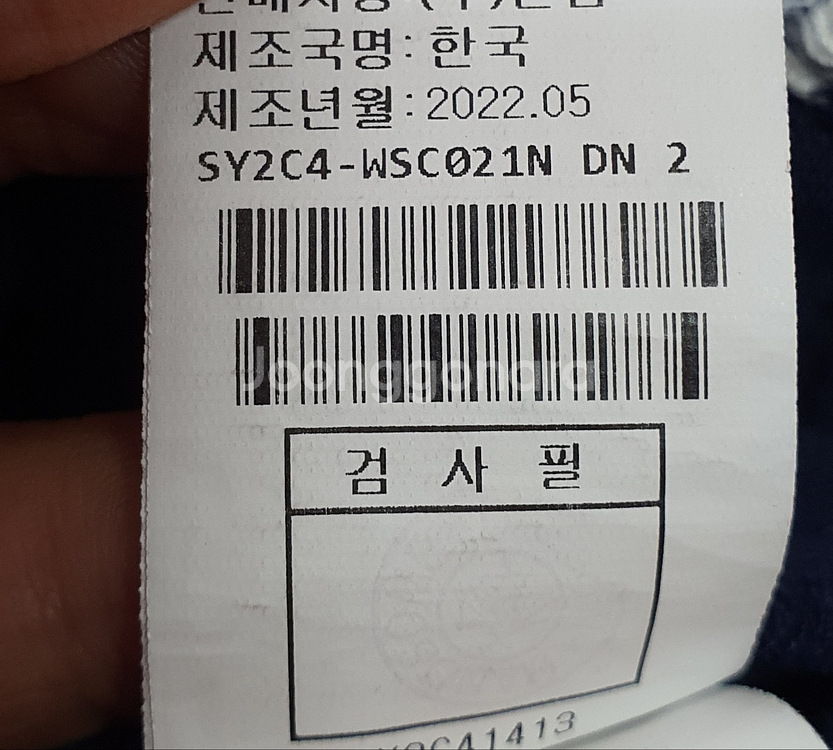 제조국명: 한국
제조년월:2022.05
SY2C4-WSC021N DN 2
Joonggonara
검 사 필